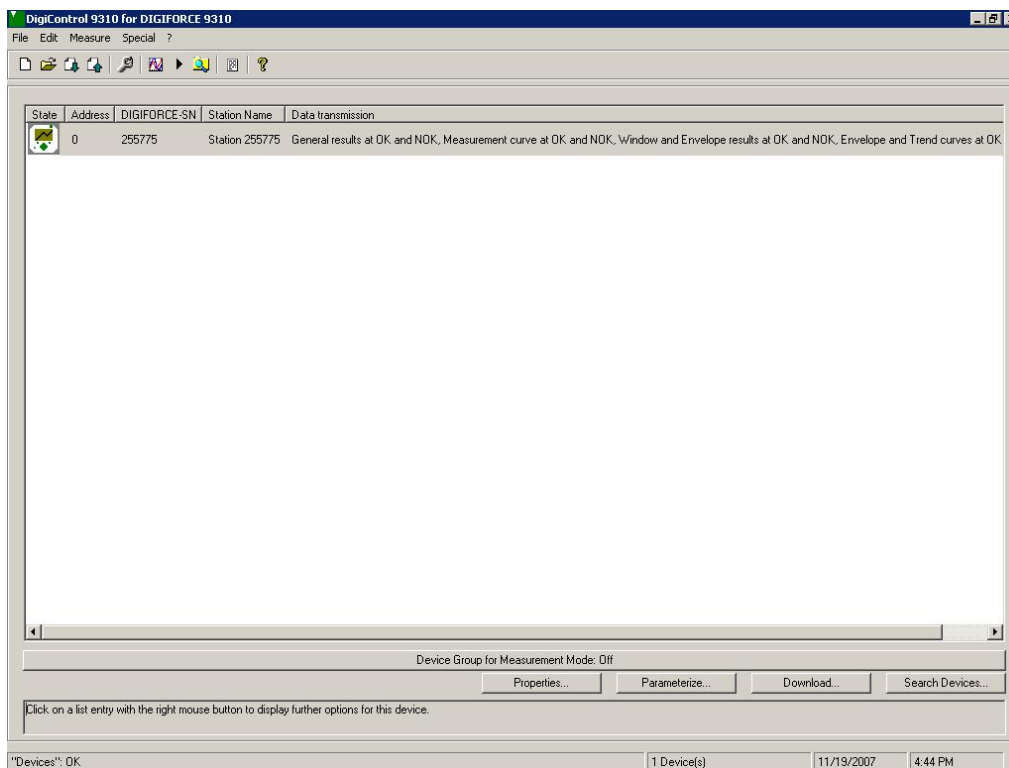 DigiControl 9310 for DIGIFORCE 9310
File Edit Measure Special ?
State Address DIGIFORCE-SN Station Name Data transmission
0 255775 Station 255775 General results at OK and NOK, Measurement curve at OK and NOK, Window and Envelope results at OK and NOK, Envelope and Trend curves at OK
Device Group for Measurement Mode: Off
Properties... Parameterize... Download... Search Devices...
Click on a list entry with the right mouse button to display further options for this device.
"Devices": OK 1 Device(s) 11/19/2007 4:44 PM